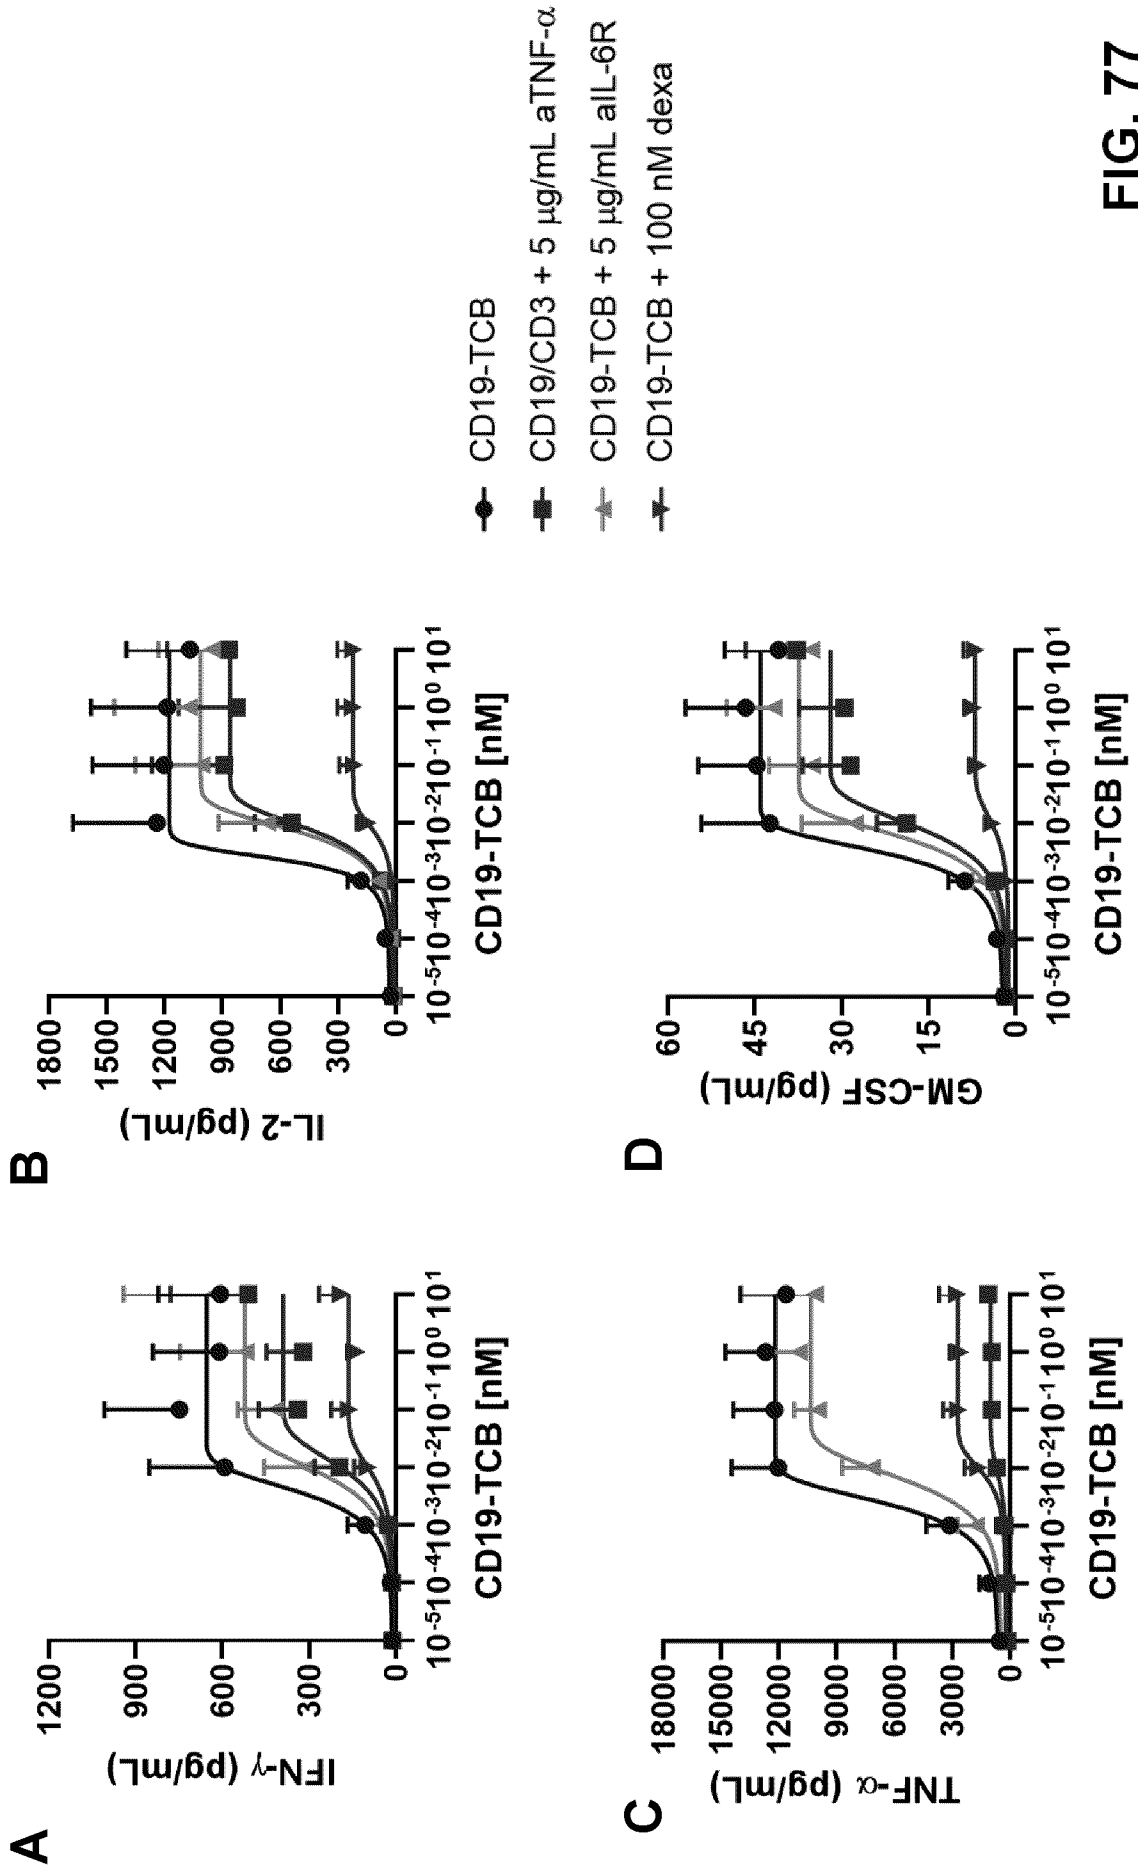 A
IFN-γ (pg/mL)
1200
900
600
300
0
10⁻⁵ 10⁻⁴ 10⁻³ 10⁻² 10⁻¹ 10⁰ 10¹
CD19-TCB [nM]
B
IL-2 (pg/mL)
1800
1500
1200
900
600
300
0
10⁻⁵ 10⁻⁴ 10⁻³ 10⁻² 10⁻¹ 10⁰ 10¹
CD19-TCB [nM]
C
TNF-α (pg/mL)
18000
15000
12000
9000
6000
3000
0
10⁻⁵ 10⁻⁴ 10⁻³ 10⁻² 10⁻¹ 10⁰ 10¹
CD19-TCB [nM]
D
GM-CSF (pg/mL)
60
45
30
15
0
10⁻⁵ 10⁻⁴ 10⁻³ 10⁻² 10⁻¹ 10⁰ 10¹
CD19-TCB [nM]
CD19-TCB
CD19/CD3 + 5 μg/mL aTNF-α
CD19-TCB + 5 μg/mL aIL-6R
CD19-TCB + 100 nM dexa
FIG. 77